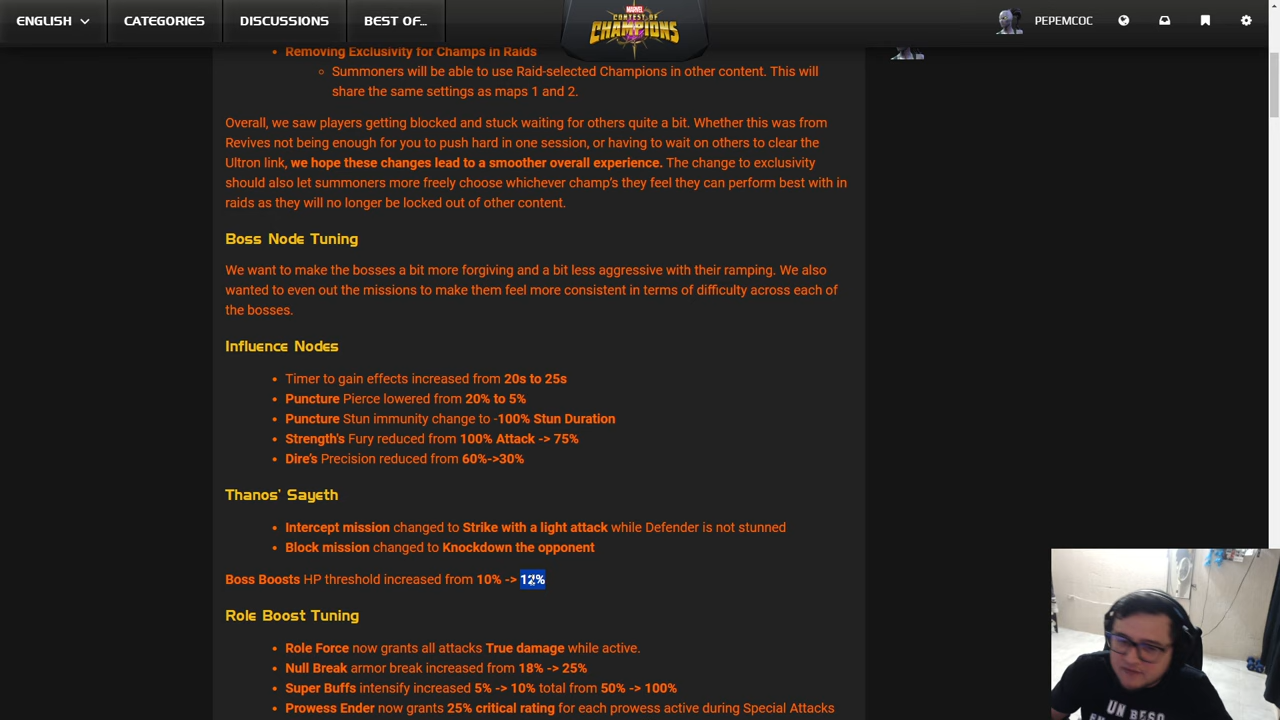 ENGLISH CATEGORIES DISCUSSIONS BEST OF... MARVEL CONTEST OF CHAMPIONS PEPEMCOC
• Removing Exclusivity for Champs in Raids
○ Summoners will be able to use Raid-selected Champions in other content. This will
share the same settings as maps 1 and 2.
Overall, we saw players getting blocked and stuck waiting for others quite a bit. Whether this was from
Revives not being enough for you to push hard in one session, or having to wait on others to clear the
Ultron link, we hope these changes lead to a smoother overall experience. The change to exclusivity
should also let summoners more freely choose whichever champ's they feel they can perform best with in
raids as they will no longer be locked out of other content.
Boss Node Tuning
We want to make the bosses a bit more forgiving and a bit less aggressive with their ramping. We also
wanted to even out the missions to make them feel more consistent in terms of difficulty across each of
the bosses.
Influence Nodes
• Timer to gain effects increased from 20s to 25s
• Puncture Pierce lowered from 20% to 5%
• Puncture Stun immunity change to -100% Stun Duration
• Strength's Fury reduced from 100% Attack -> 75%
• Dire's Precision reduced from 60%->30%
Thanos' Sayeth
• Intercept mission changed to Strike with a light attack while Defender is not stunned
• Block mission changed to Knockdown the opponent
Boss Boosts HP threshold increased from 10% -> 12%
Role Boost Tuning
• Role Force now grants all attacks True damage while active.
• Null Break armor break increased from 18% -> 25%
• Super Buffs intensify increased 5% -> 10% total from 50% -> 100%
• Prowess Ender now grants 25% critical rating for each prowess active during Special Attacks